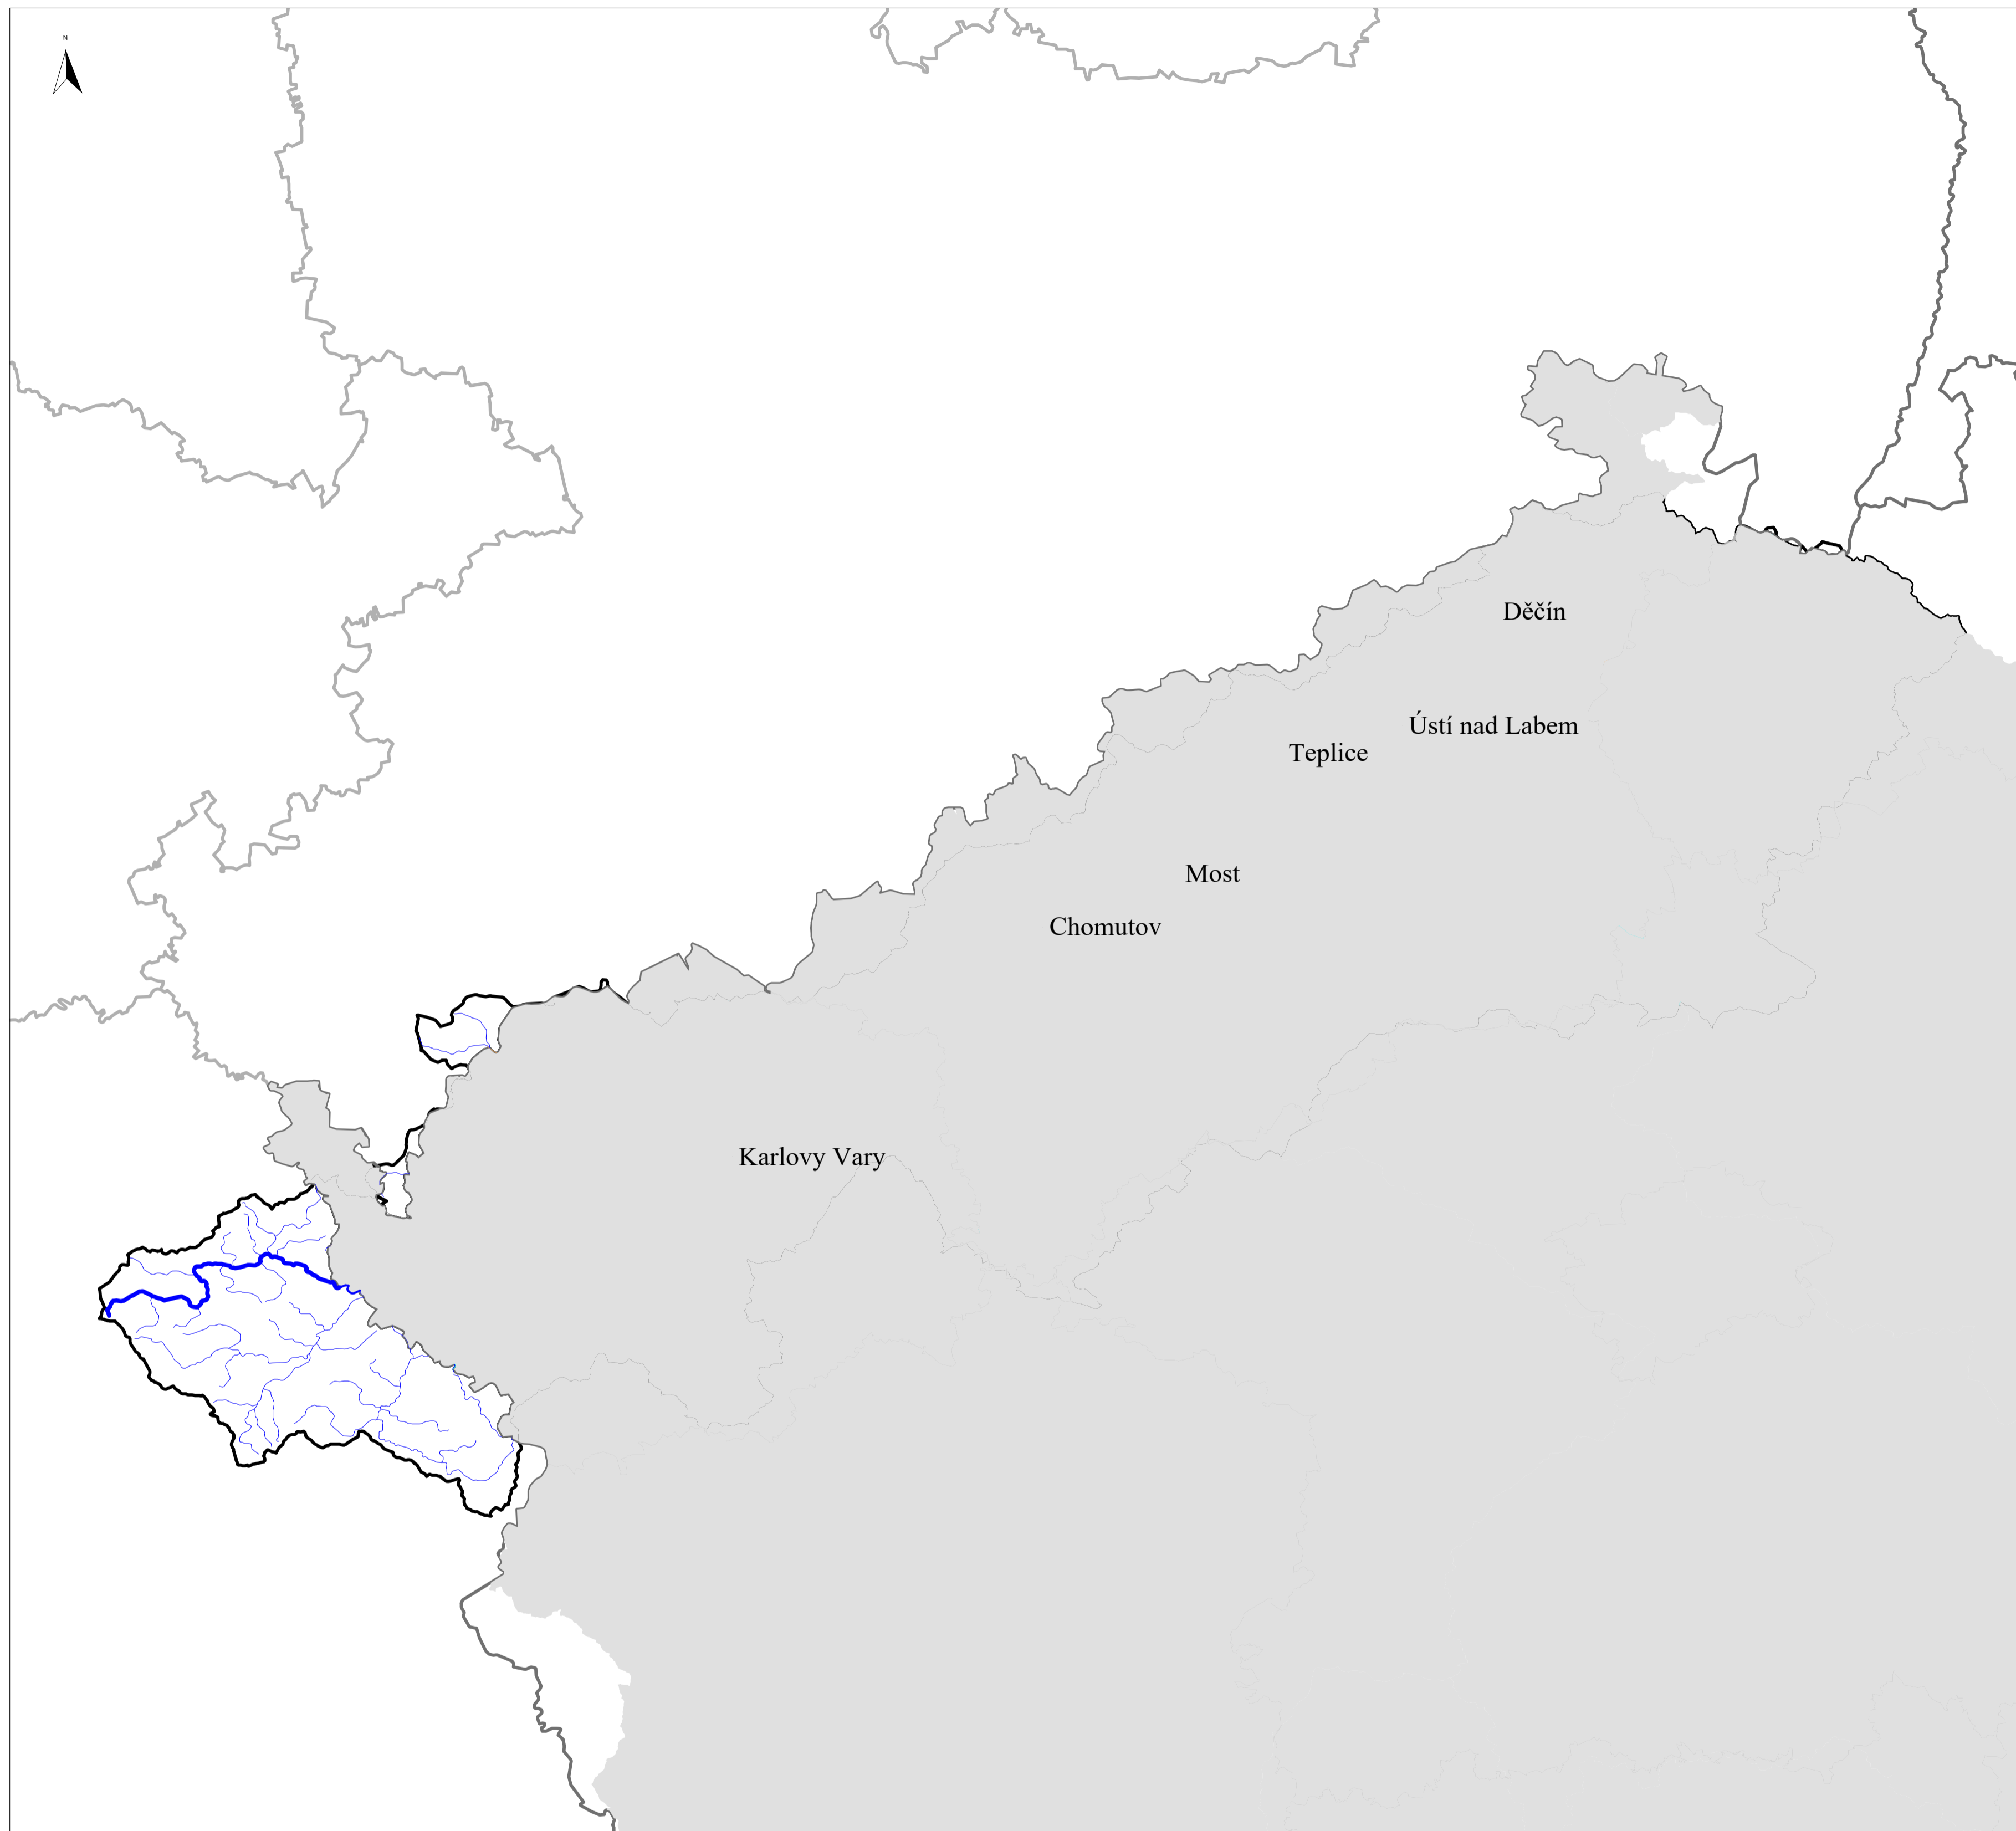 N
Děčín
Ústí nad Labem
Teplice
Most
Chomutov
Karlovy Vary